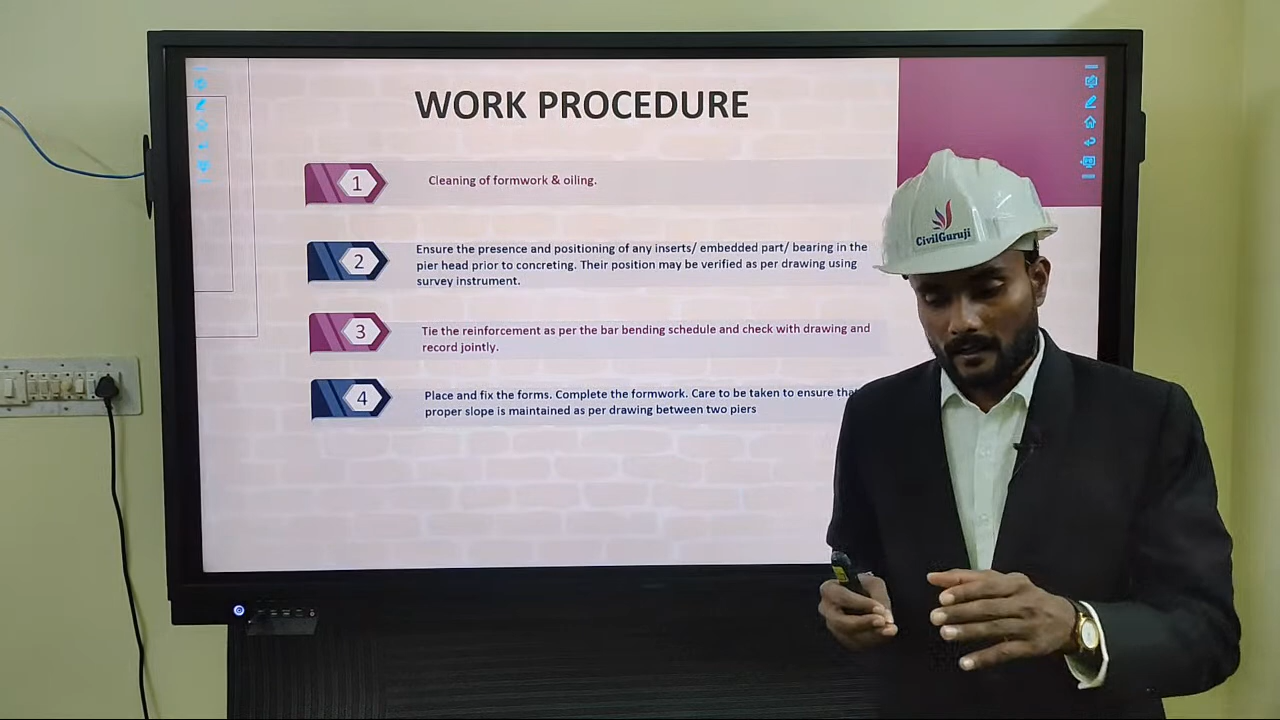 WORK PROCEDURE
1
Cleaning of formwork & oiling.
2
Ensure the presence and positioning of any inserts/ embedded part/ bearing in the
pier head prior to concreting. Their position may be verified as per drawing using
survey instrument.
3
Tie the reinforcement as per the bar bending schedule and check with drawing and
record jointly.
4
Place and fix the forms. Complete the formwork. Care to be taken to ensure that
proper slope is maintained as per drawing between two piers
CivilGuruji